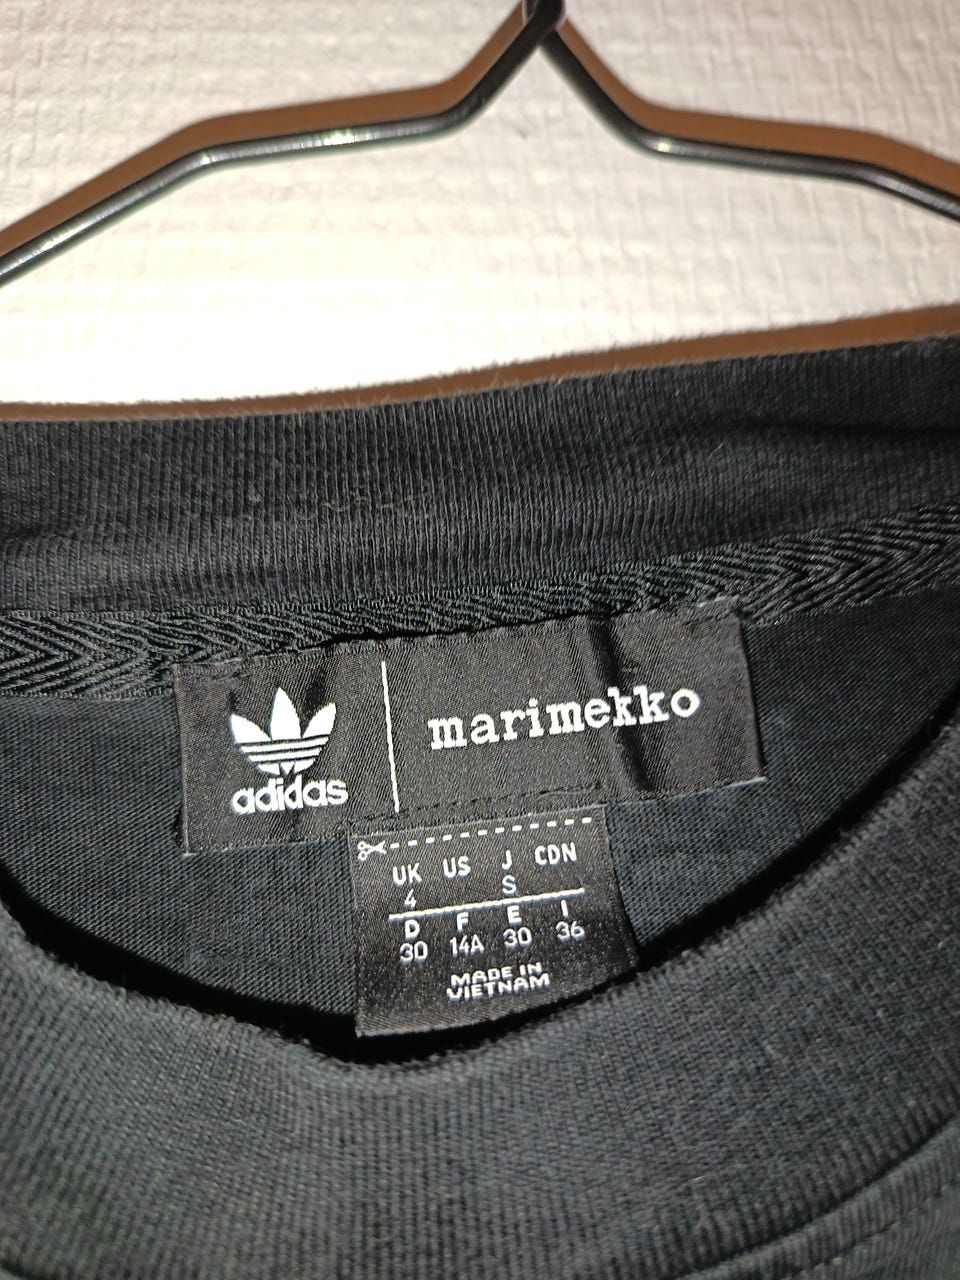 adidas
marimekko
UK US J CDN
4 S
D F E I
30 14A 30 36
MADE IN
VIETNAM